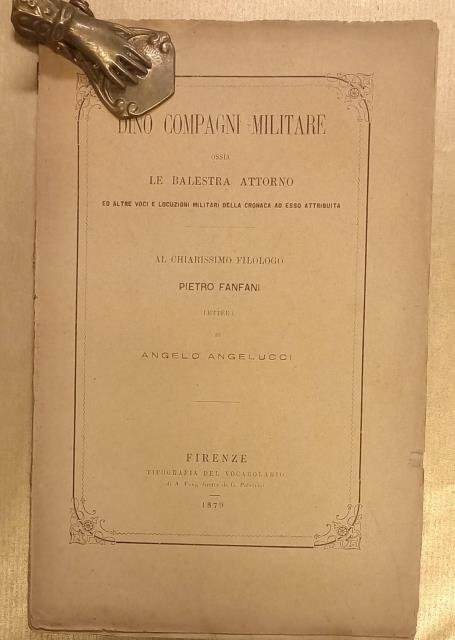 DINO COMPAGNI MILITARE
OSSIA
LE BALESTRA ATTORNO
ED ALTRE VOCI E LOCUZIONI MILITARI DELLA CRONACA AD ESSO ATTRIBUITA
AL CHIARISSIMO FILOLOGO
PIETRO FANFANI
LETTERA
DI
ANGELO ANGELUCCI
FIRENZE
TIPOGRAFIA DEL VOCABOLARIO
di A.
1879